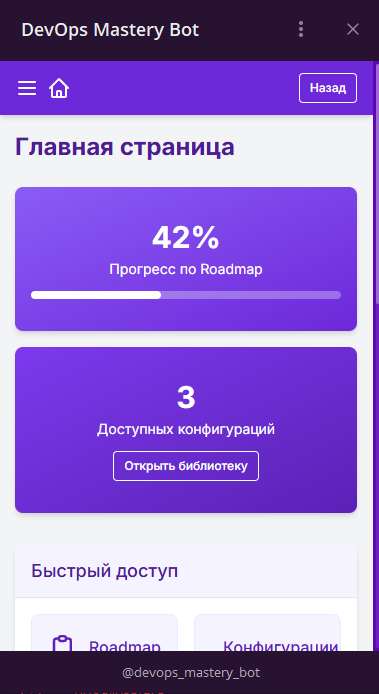 DevOps Mastery Bot
Назад
Главная страница
42%
Прогресс по Roadmap
3
Доступных конфигураций
Открыть библиотеку
Быстрый доступ
Roadmap
Конфигурации
@devops_mastery_bot